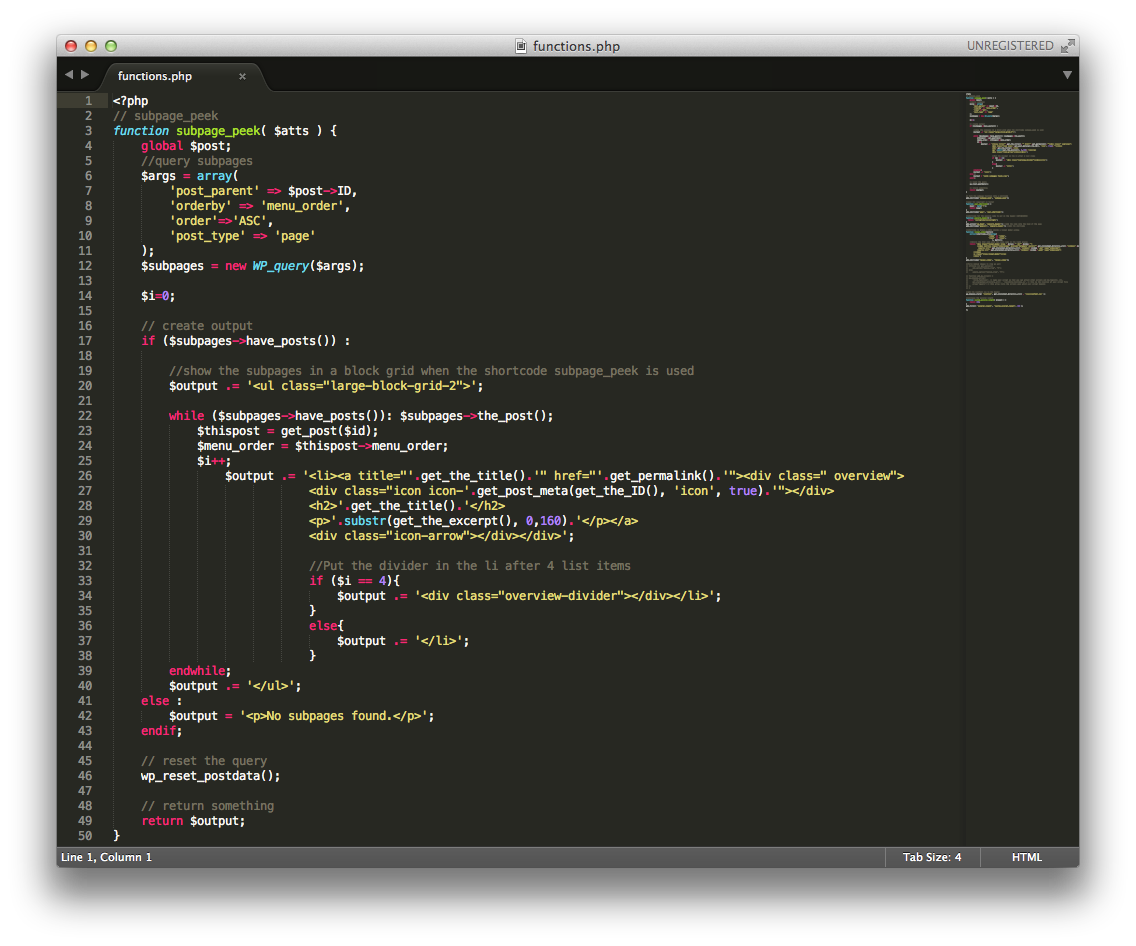 functions.php
UNREGISTERED
functions.php ×
1 <?php
2 // subpage_peek
3 function subpage_peek( $atts ) {
4     global $post;
5     //query subpages
6     $args = array(
7         'post_parent' => $post->ID,
8         'orderby' => 'menu_order',
9         'order'=>'ASC',
10         'post_type' => 'page'
11     );
12     $subpages = new WP_query($args);
13
14     $i=0;
15
16     // create output
17     if ($subpages->have_posts()) :
18
19         //show the subpages in a block grid when the shortcode subpage_peek is used
20         $output .= '<ul class="large-block-grid-2">';
21
22         while ($subpages->have_posts()): $subpages->the_post();
23             $thispost = get_post($id);
24             $menu_order = $thispost->menu_order;
25             $i++;
26                 $output .= '<li><a title="'.get_the_title().'" href="'.get_permalink().'"><div class=" overview">
27                             <div class="icon icon-'.get_post_meta(get_the_ID(), 'icon', true).'"></div>
28                             <h2>'.get_the_title().'</h2>
29                             <p>'.substr(get_the_excerpt(), 0,160).'</p></a>
30                             <div class="icon-arrow"></div></div>';
31
32                             //Put the divider in the li after 4 list items
33                             if ($i == 4){
34                                 $output .= '<div class="overview-divider"></div></li>';
35                             }
36                             else{
37                                 $output .= '</li>';
38                             }
39         endwhile;
40         $output .= '</ul>';
41     else :
42         $output = '<p>No subpages found.</p>';
43     endif;
44
45     // reset the query
46     wp_reset_postdata();
47
48     // return something
49     return $output;
50 }
Line 1, Column 1
Tab Size: 4
HTML